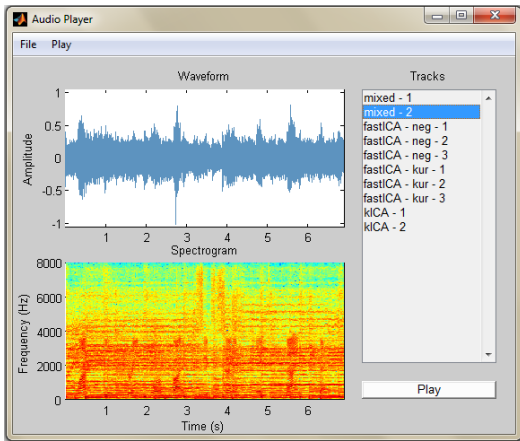 Audio Player
File Play
Waveform
Amplitude
1
0.5
0
-0.5
-1
1 2 3 4 5 6
Spectrogram
Frequency (Hz)
8000
6000
4000
2000
0
1 2 3 4 5 6
Time (s)
Tracks
mixed - 1
mixed - 2
fastICA - neg - 1
fastICA - neg - 2
fastICA - neg - 3
fastICA - kur - 1
fastICA - kur - 2
fastICA - kur - 3
kICA - 1
kICA - 2
Play